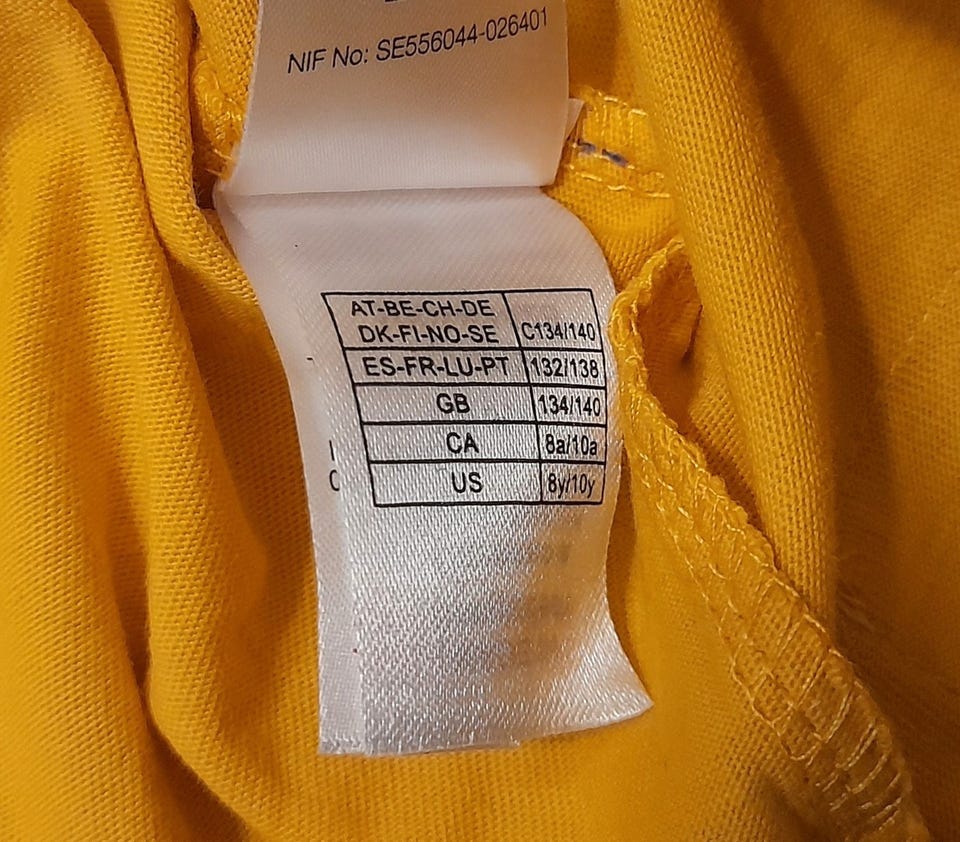 NIF No: SE556044-026401
AT-BE-CH-DE
DK-FI-NO-SE C134/140
ES-FR-LU-PT 132/138
GB 134/140
CA 8a/10a
US 8y/10y